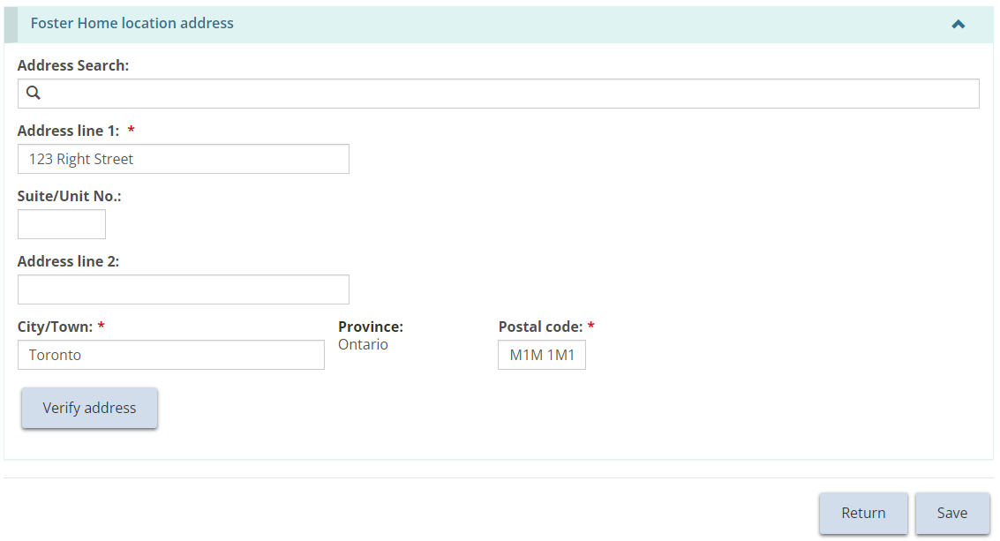 Foster Home location address
Address Search:
Address line 1: *
123 Right Street
Suite/Unit No.:
Address line 2:
City/Town: * Province: Postal code: *
Ontario
Toronto M1M 1M1
Verify address
Return Save